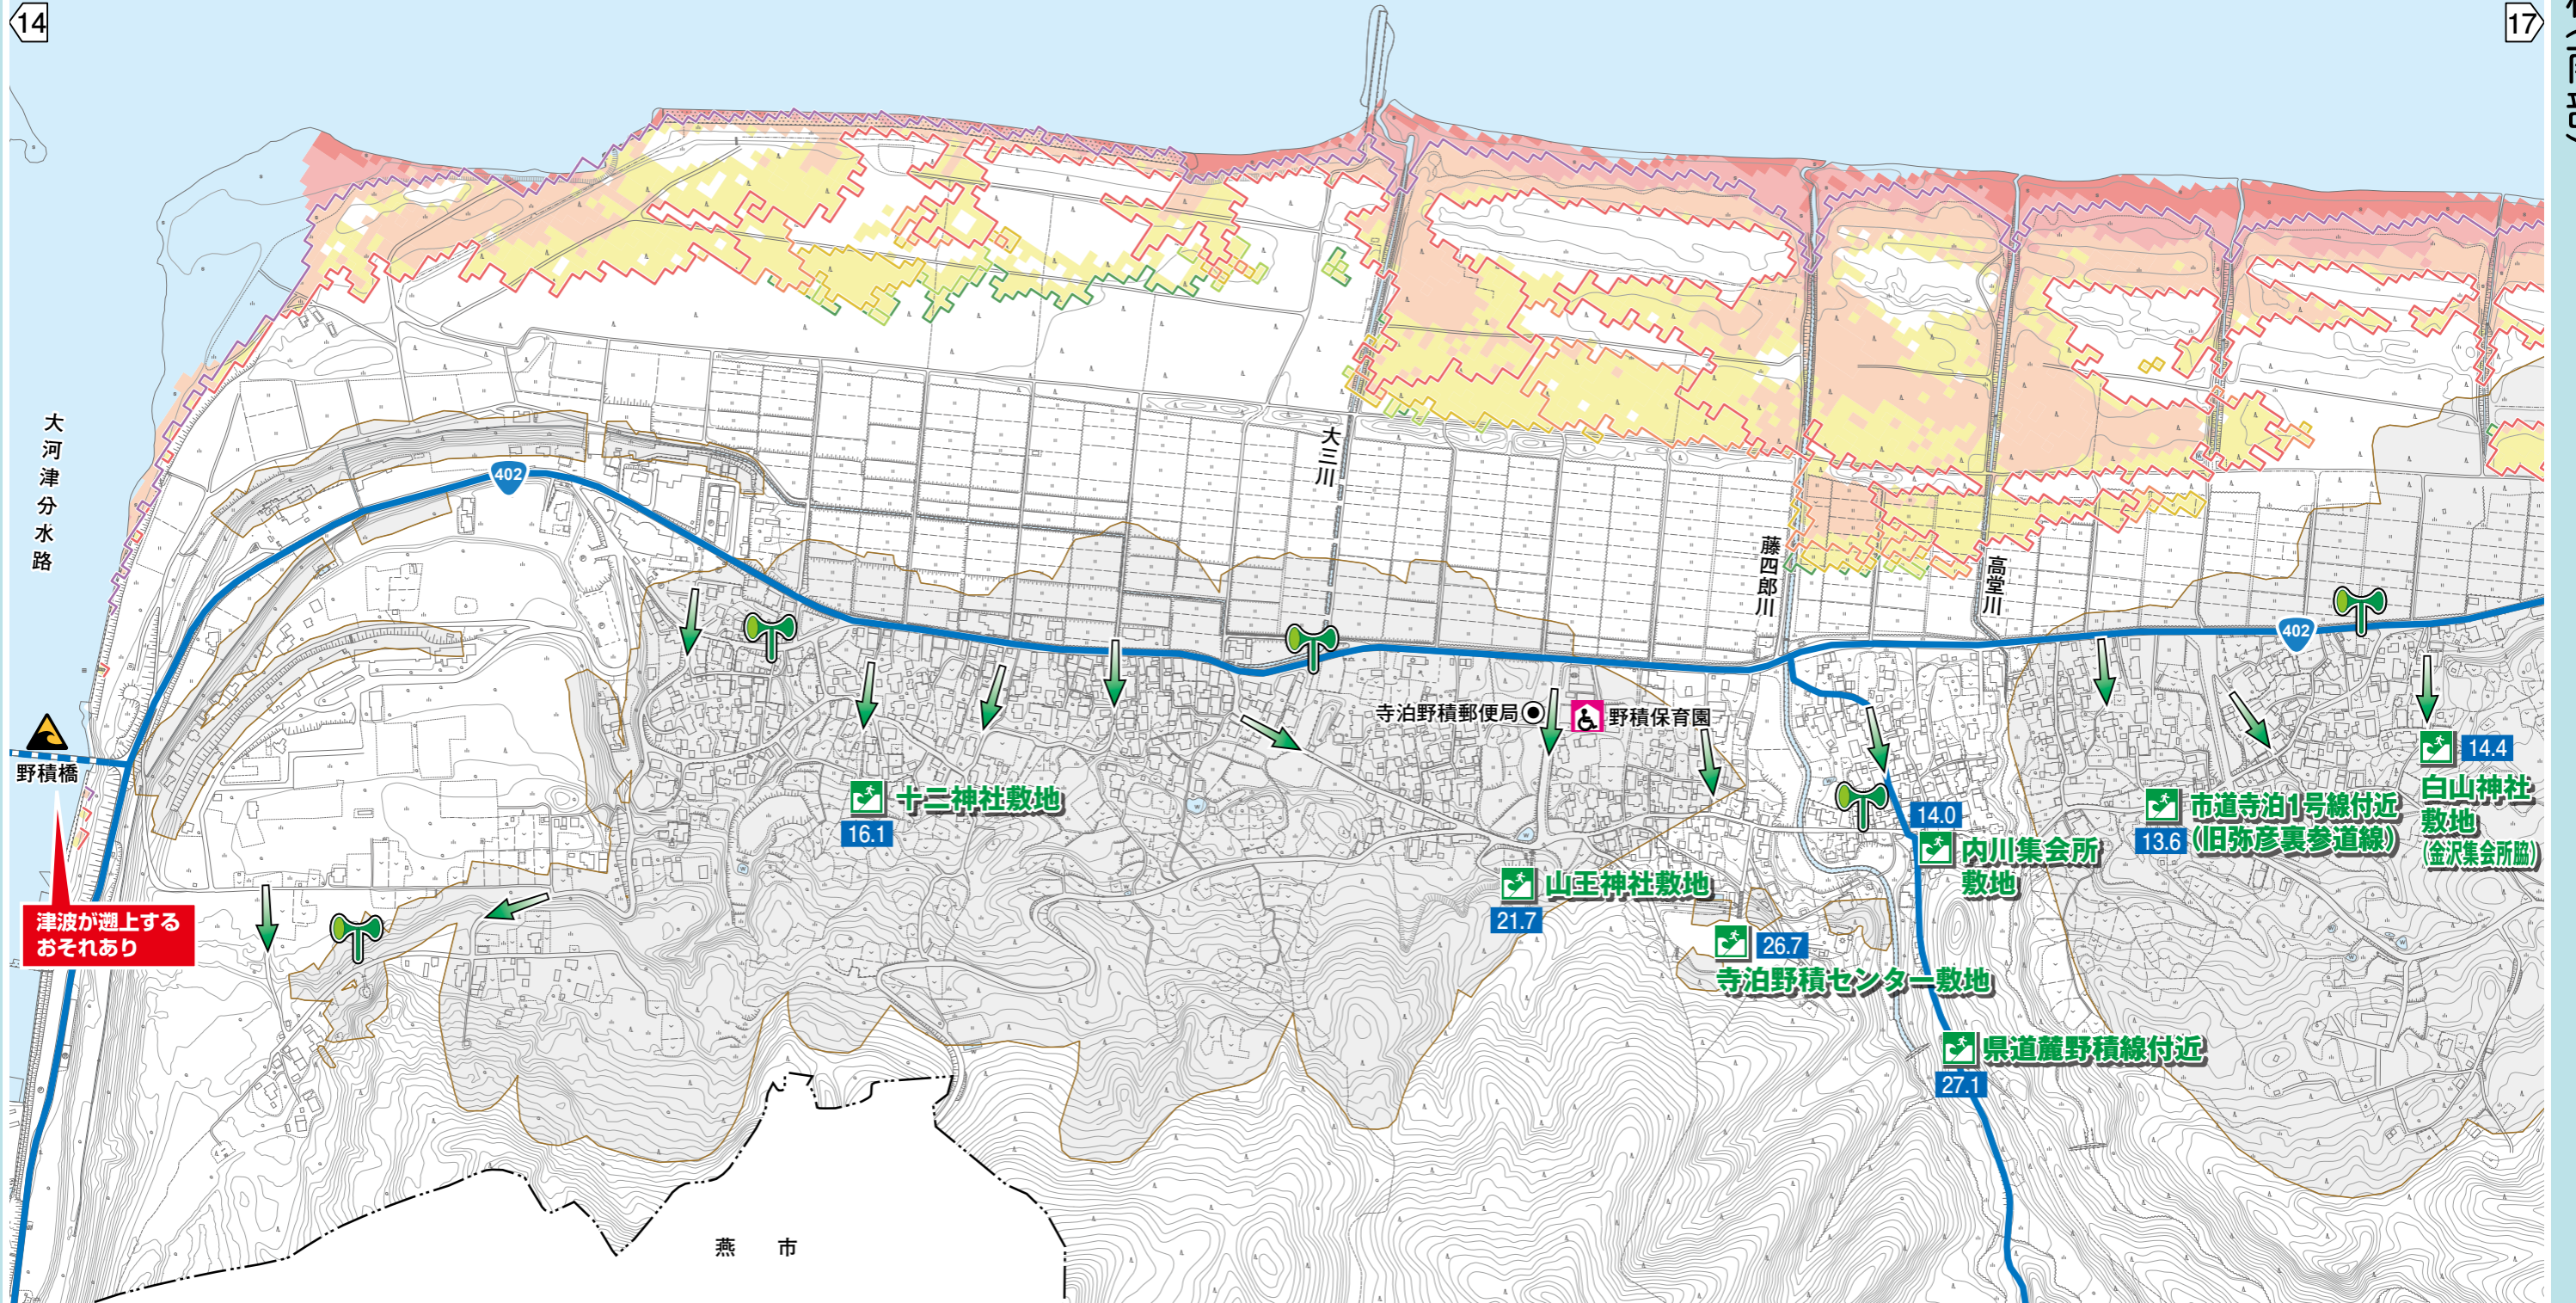 14
17
大河津分水路
402
大三川
藤四郎川
高堂川
402
寺泊野積郵便局
野積保育園
野積橋
津波が遡上する
おそれあり
十二神社敷地
16.1
山王神社敷地
21.7
26.7
寺泊野積センター敷地
14.0
内川集会所
敷地
県道麓野積線付近
27.1
市道寺泊1号線付近
13.6
(旧弥彦裏参道線)
14.4
白山神社
敷地
(金沢集会所脇)
燕市